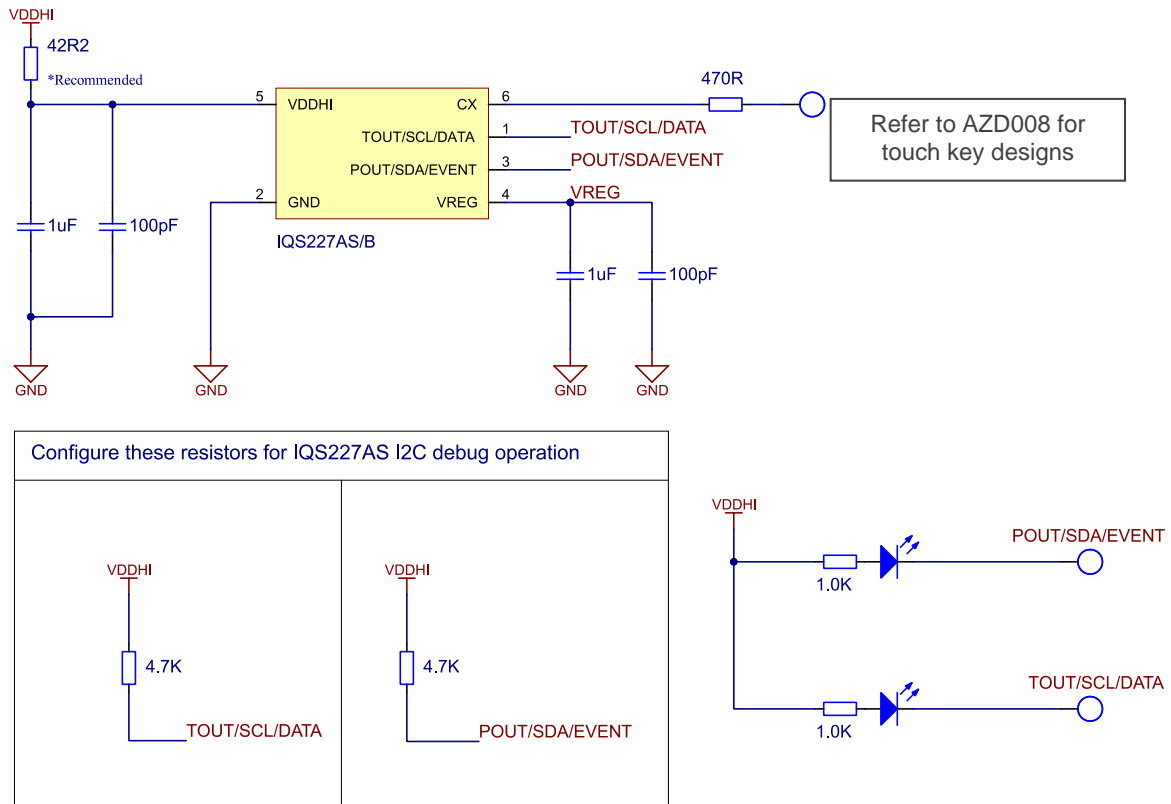 VDDHI
42R2
*Recommended
5
VDDHI
CX
6
470R
TOUT/SCL/DATA
1
TOUT/SCL/DATA
POUT/SDA/EVENT
3
POUT/SDA/EVENT
2
GND
VREG
4
VREG
IQS227AS/B
1uF
100pF
1uF
100pF
GND
GND
GND
GND
Refer to AZD008 for
touch key designs
Configure these resistors for IQS227AS I2C debug operation
VDDHI
4.7K
TOUT/SCL/DATA
VDDHI
4.7K
POUT/SDA/EVENT
VDDHI
1.0K
POUT/SDA/EVENT
1.0K
TOUT/SCL/DATA